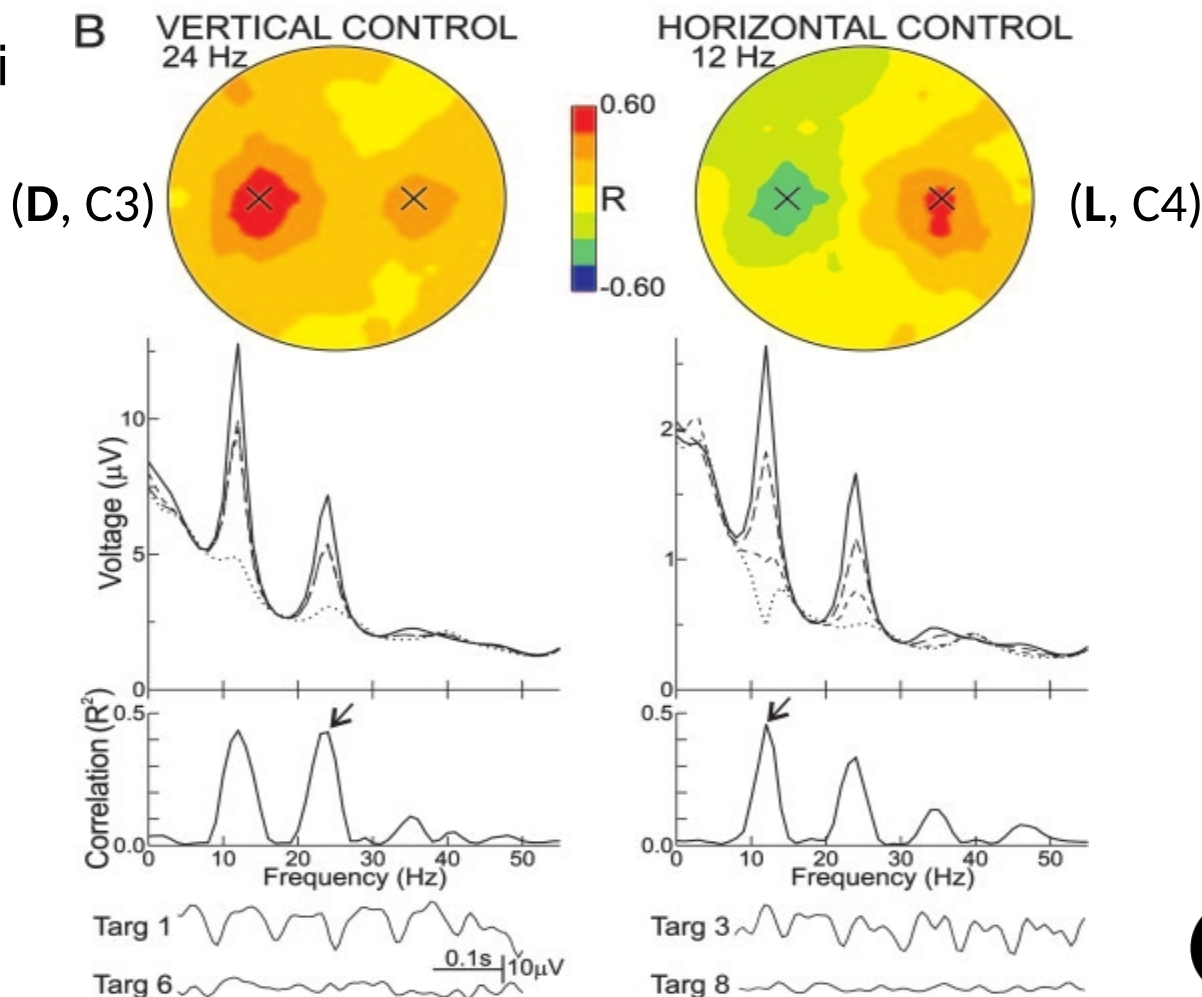 B VERTICAL CONTROL HORIZONTAL CONTROL
24 Hz 12 Hz
i
0.60
(D, C3) R (L, C4)
-0.60
Voltage (µV)
10
5
0
2
1
0
Correlation (R²)
0.5
0.0
0 10 20 30 40 50
Frequency (Hz)
0.5
0.0
0 10 20 30 40 50
Frequency (Hz)
Targ 1 Targ 3
0.1s 10µV
Targ 6 Targ 8